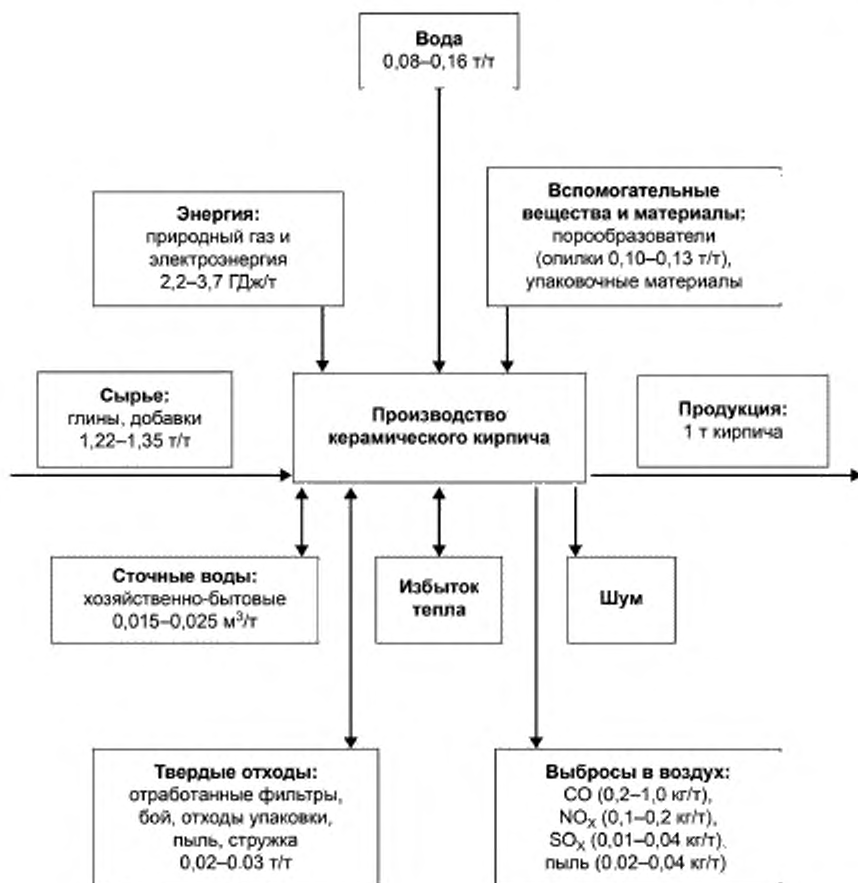 Вода
0,08–0,16 т/т
Энергия:
природный газ и
электроэнергия
2,2–3,7 ГДж/т
Вспомогательные
вещества и материалы:
порообразователи
(опилки 0,10–0,13 т/т),
упаковочные материалы
Сырье:
глины, добавки
1,22–1,35 т/т
Производство
керамического кирпича
Продукция:
1 т кирпича
Сточные воды:
хозяйственно-бытовые
0,015–0,025 м³/т
Избыток
тепла
Шум
Твердые отходы:
отработанные фильтры,
бой, отходы упаковки,
пыль, стружка
0,02–0.03 т/т
Выбросы в воздух:
CO (0,2–1,0 кг/т),
NOX (0,1–0,2 кг/т),
SOX (0,01–0,04 кг/т).
пыль (0.02–0,04 кг/т)